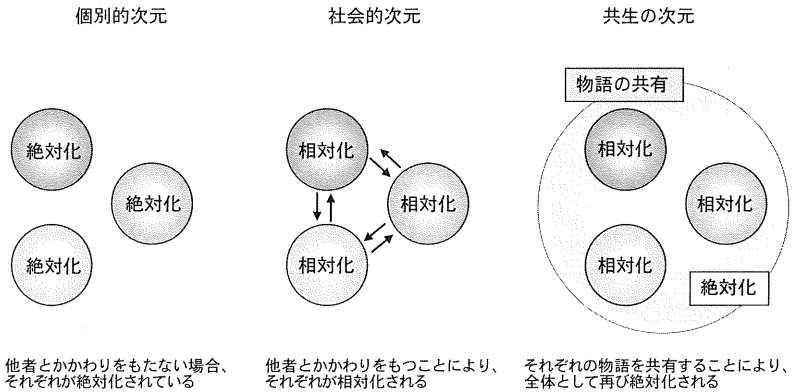 個別的次元
社会的次元
共生の次元
物語の共有
絶対化
絶対化
絶対化
相対化
相対化
相対化
相対化
相対化
相対化
絶対化
他者とかかわりをもたない場合、
それぞれが絶対化されている
他者とかかわりをもつことにより、
それぞれが相対化される
それぞれの物語を共有することにより、
全体として再び絶対化される